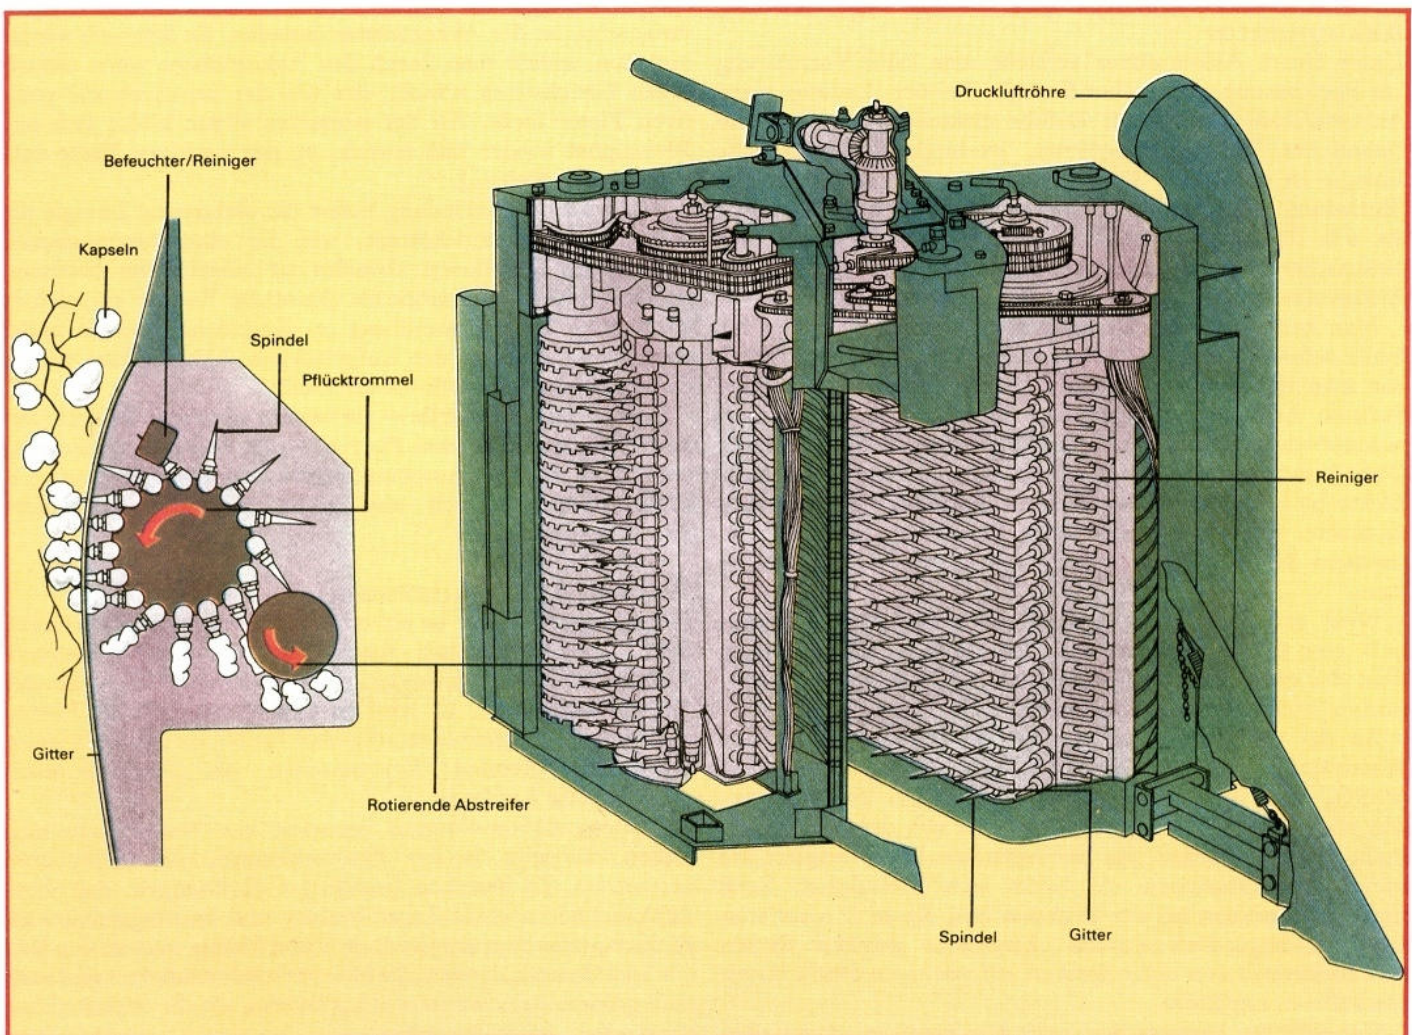 Druckluftröhre
Befeuchter/Reiniger
Kapseln
Spindel
Pflücktrommel
Reiniger
Gitter
Rotierende Abstreifer
Spindel
Gitter